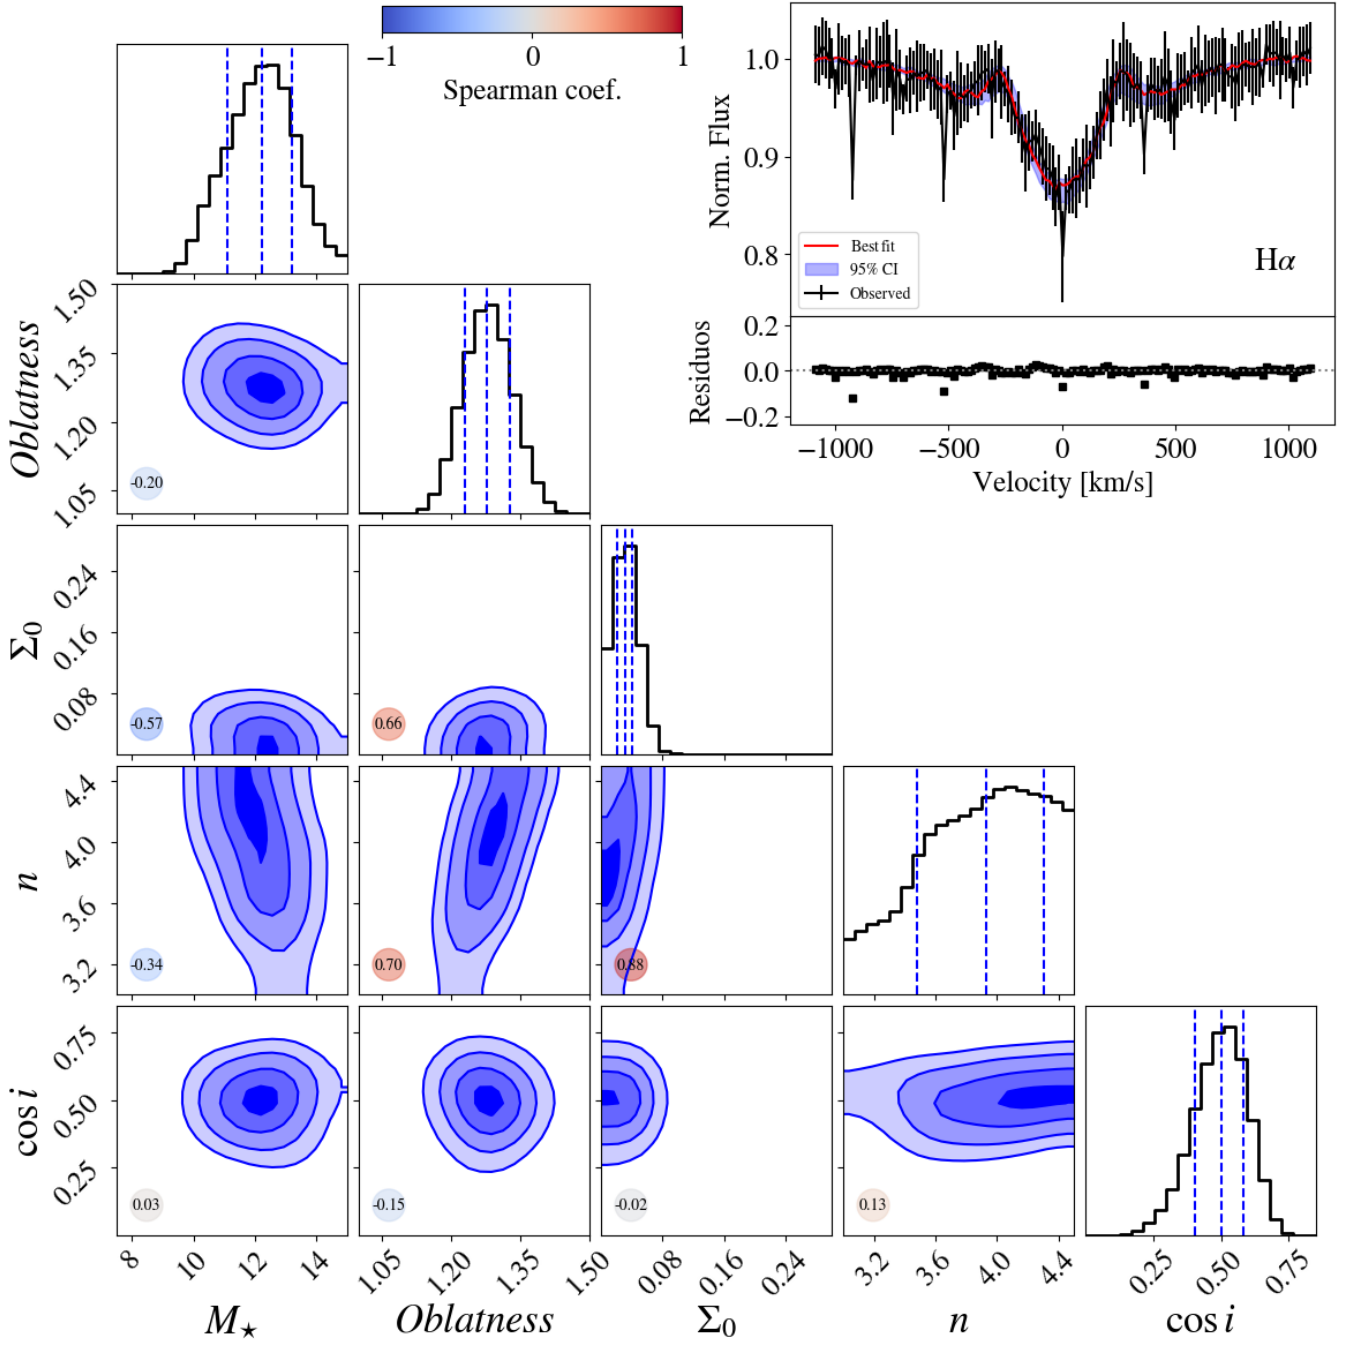 −1 0 1
Spearman coef.
1.0
0.9
0.8
Norm. Flux
Best fit
95% CI
Observed
Hα
0.2
0.0
−0.2
Residuos
−1000 −500 0 500 1000
Velocity [km/s]
1.50
1.35
1.20
1.05
Oblatness
-0.20
0.24
0.16
0.08
Σ0
-0.57
0.66
4.4
4.0
3.6
3.2
n
-0.34
0.70
0.88
0.75
0.50
0.25
cos i
0.03
-0.15
-0.02
0.13
8 10 12 14
1.05 1.20 1.35 1.50
0.08 0.16 0.24
3.2 3.6 4.0 4.4
0.25 0.50 0.75
M★ Oblatness Σ0 n cos i